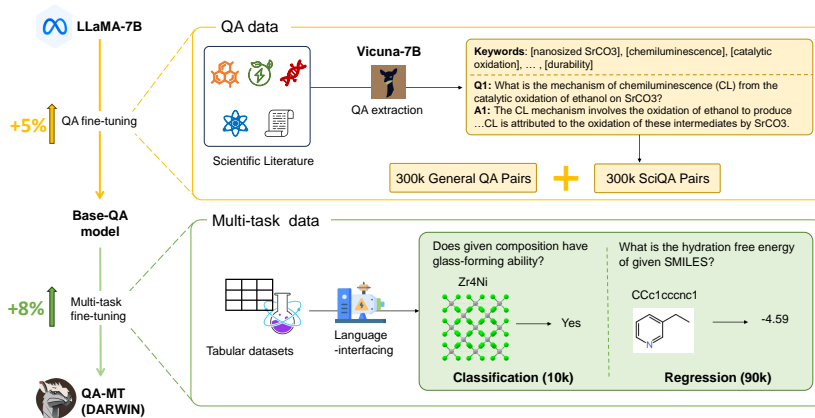 LLaMA-7B
QA data
Vicuna-7B
QA extraction
Scientific Literature
Keywords: [nanosized SrCO3], [chemiluminescence], [catalytic
oxidation], … , [durability]
Q1: What is the mechanism of chemiluminescence (CL) from the
catalytic oxidation of ethanol on SrCO3?
A1: The CL mechanism involves the oxidation of ethanol to produce
…CL is attributed to the oxidation of these intermediates by SrCO3.
+5%
QA fine-tuning
300k General QA Pairs
+
300k SciQA Pairs
Base-QA
model
Multi-task data
+8%
Multi-task
fine-tuning
Tabular datasets
Language
-interfacing
Does given composition have
glass-forming ability?
Zr4Ni
Yes
Classification (10k)
What is the hydration free energy
of given SMILES?
CCc1cccnc1
N
-4.59
Regression (90k)
QA-MT
(DARWIN)